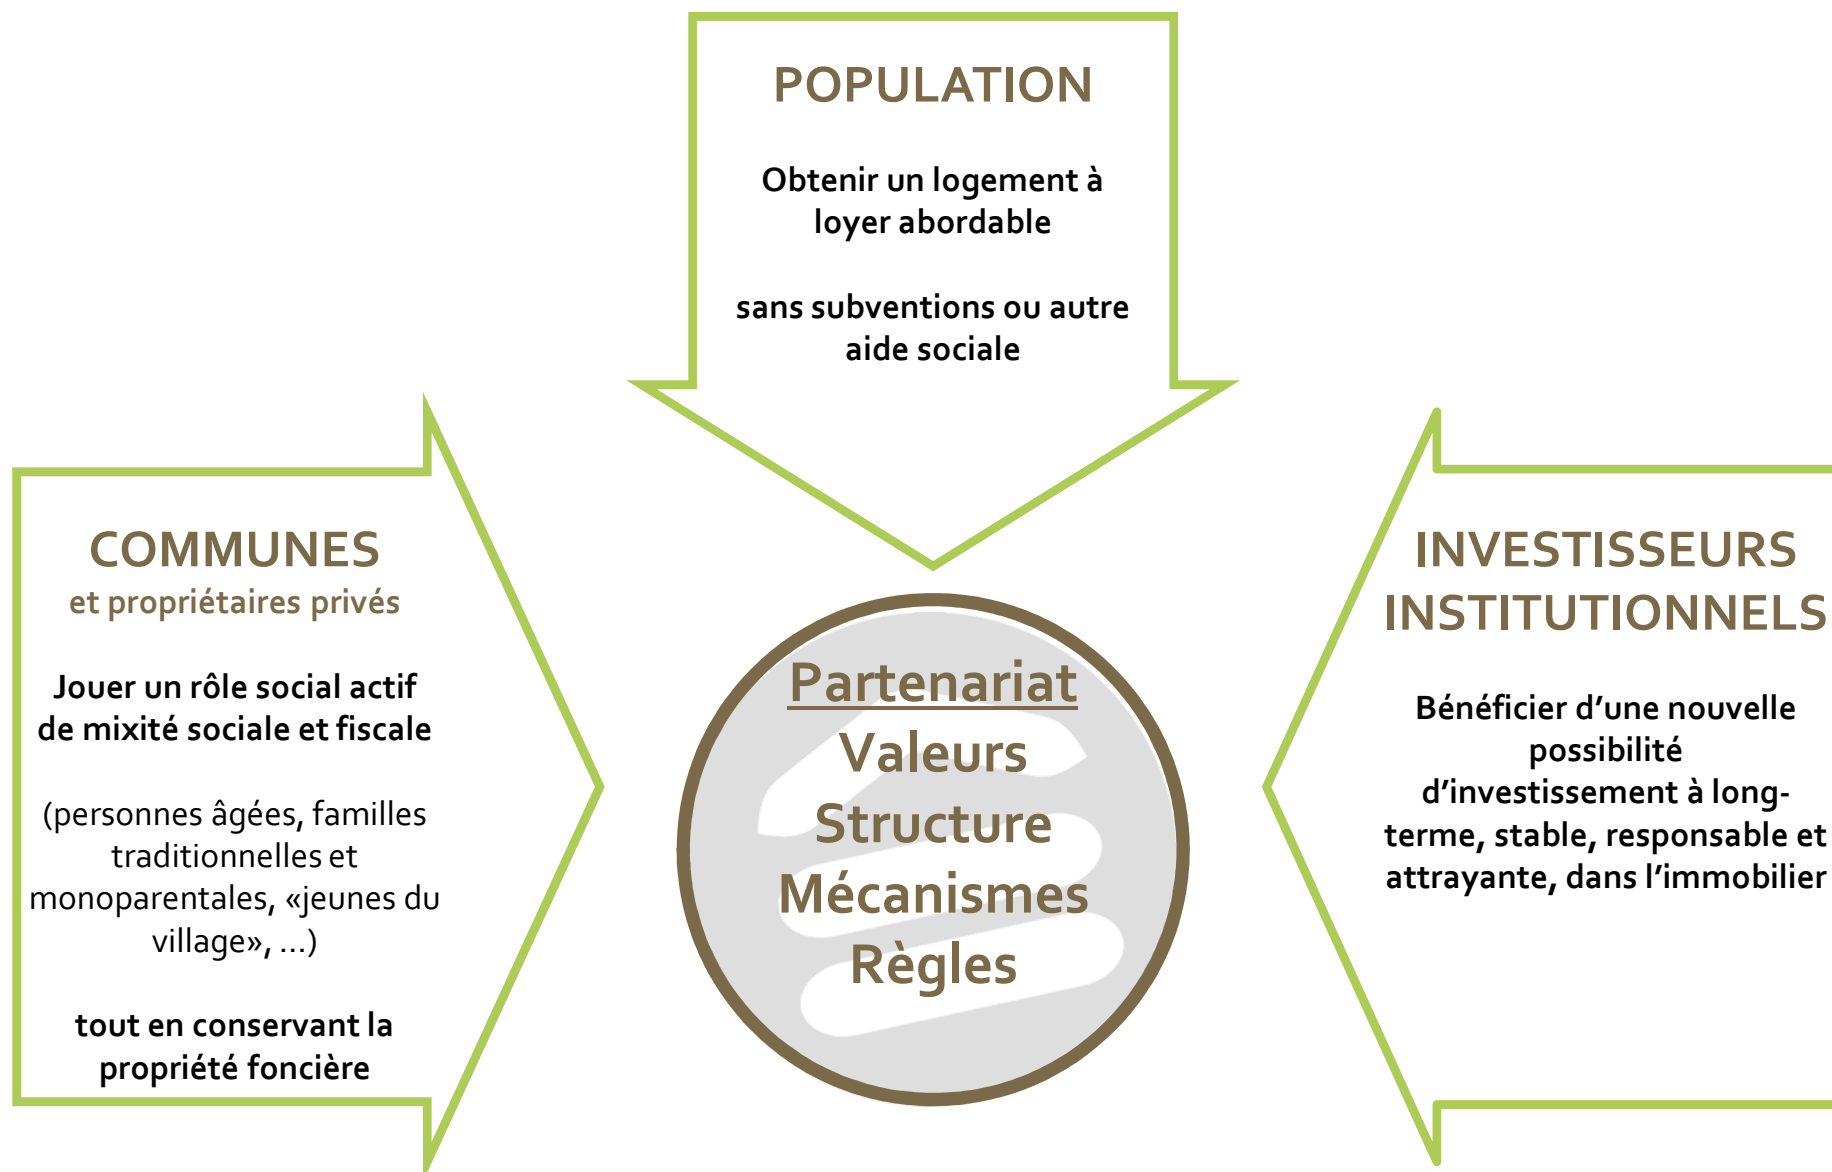 POPULATION
Obtenir un logement à
loyer abordable
sans subventions ou autre
aide sociale
COMMUNES
et propriétaires privés
Jouer un rôle social actif
de mixité sociale et fiscale
(personnes âgées, familles
traditionnelles et
monoparentales, «jeunes du
village», ...)
tout en conservant la
propriété foncière
Partenariat
Valeurs
Structure
Mécanismes
Règles
INVESTISSEURS
INSTITUTIONNELS
Bénéficier d’une nouvelle
possibilité
d’investissement à long-
terme, stable, responsable et
attrayante, dans l’immobilier